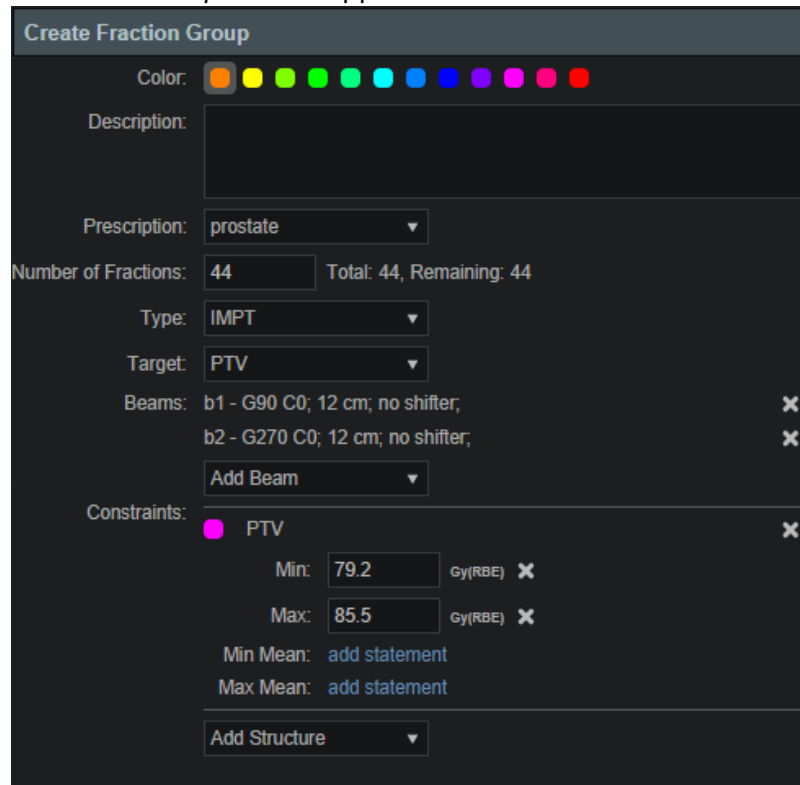 Create Fraction Group
Color:
Description:
Prescription: prostate
Number of Fractions: 44 Total: 44, Remaining: 44
Type: IMPT
Target: PTV
Beams: b1 - G90 C0; 12 cm; no shifter;
b2 - G270 C0; 12 cm; no shifter;
Add Beam
Constraints:
PTV
Min: 79.2 Gy(RBE)
Max: 85.5 Gy(RBE)
Min Mean: add statement
Max Mean: add statement
Add Structure